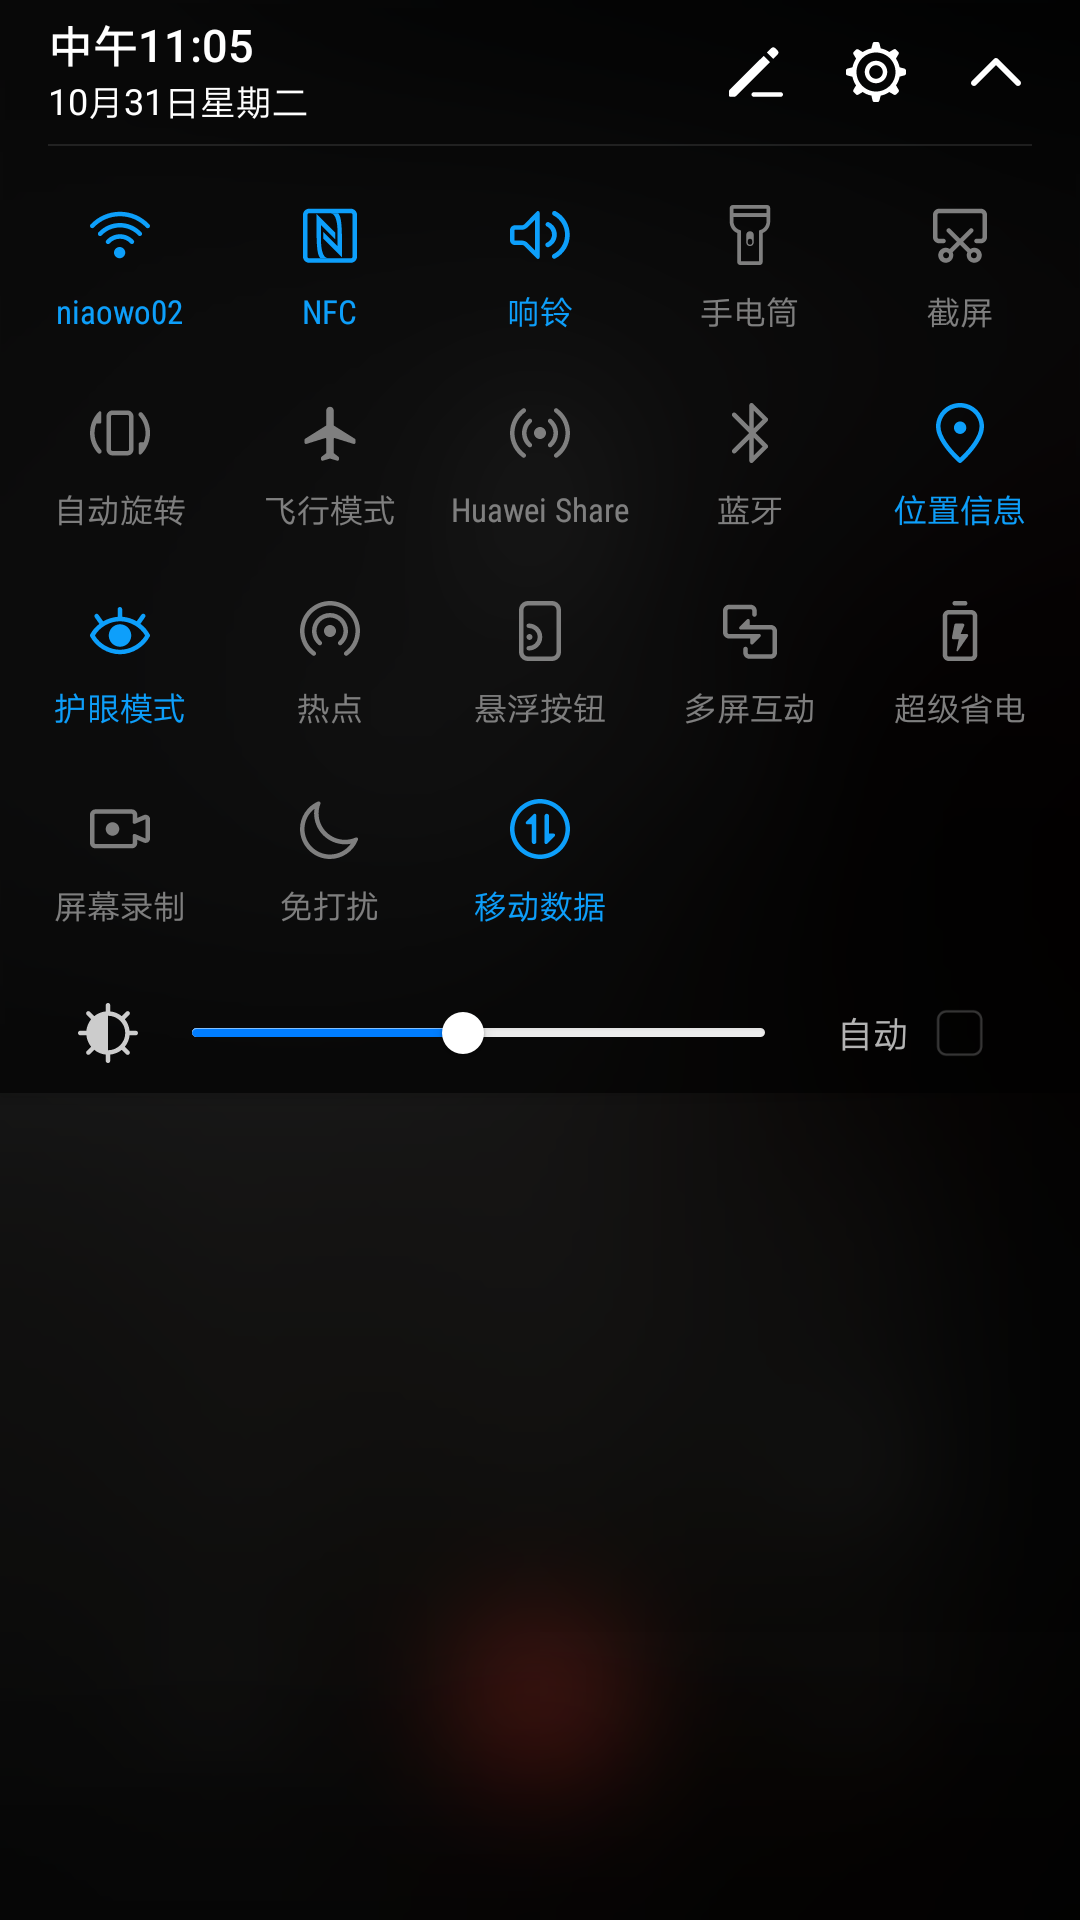 中午11:05
10月31日星期二
niaowo02
NFC
响铃
手电筒
截屏
自动旋转
飞行模式
Huawei Share
蓝牙
位置信息
护眼模式
热点
悬浮按钮
多屏互动
超级省电
屏幕录制
免打扰
移动数据
自动